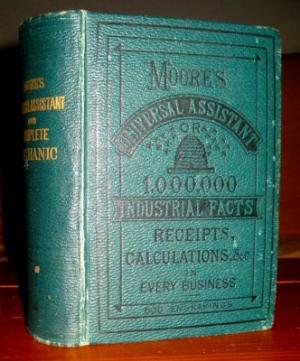 MOORE'S
UNIVERSAL ASSISTANT
AND
COMPLETE
MECHANIC
MOORE'S
UNIVERSAL ASSISTANT
OR
1,000,000
INDUSTRIAL FACTS
RECEIPTS,
CALCULATIONS, &c
IN
EVERY BUSINESS
500 ENGRAVINGS